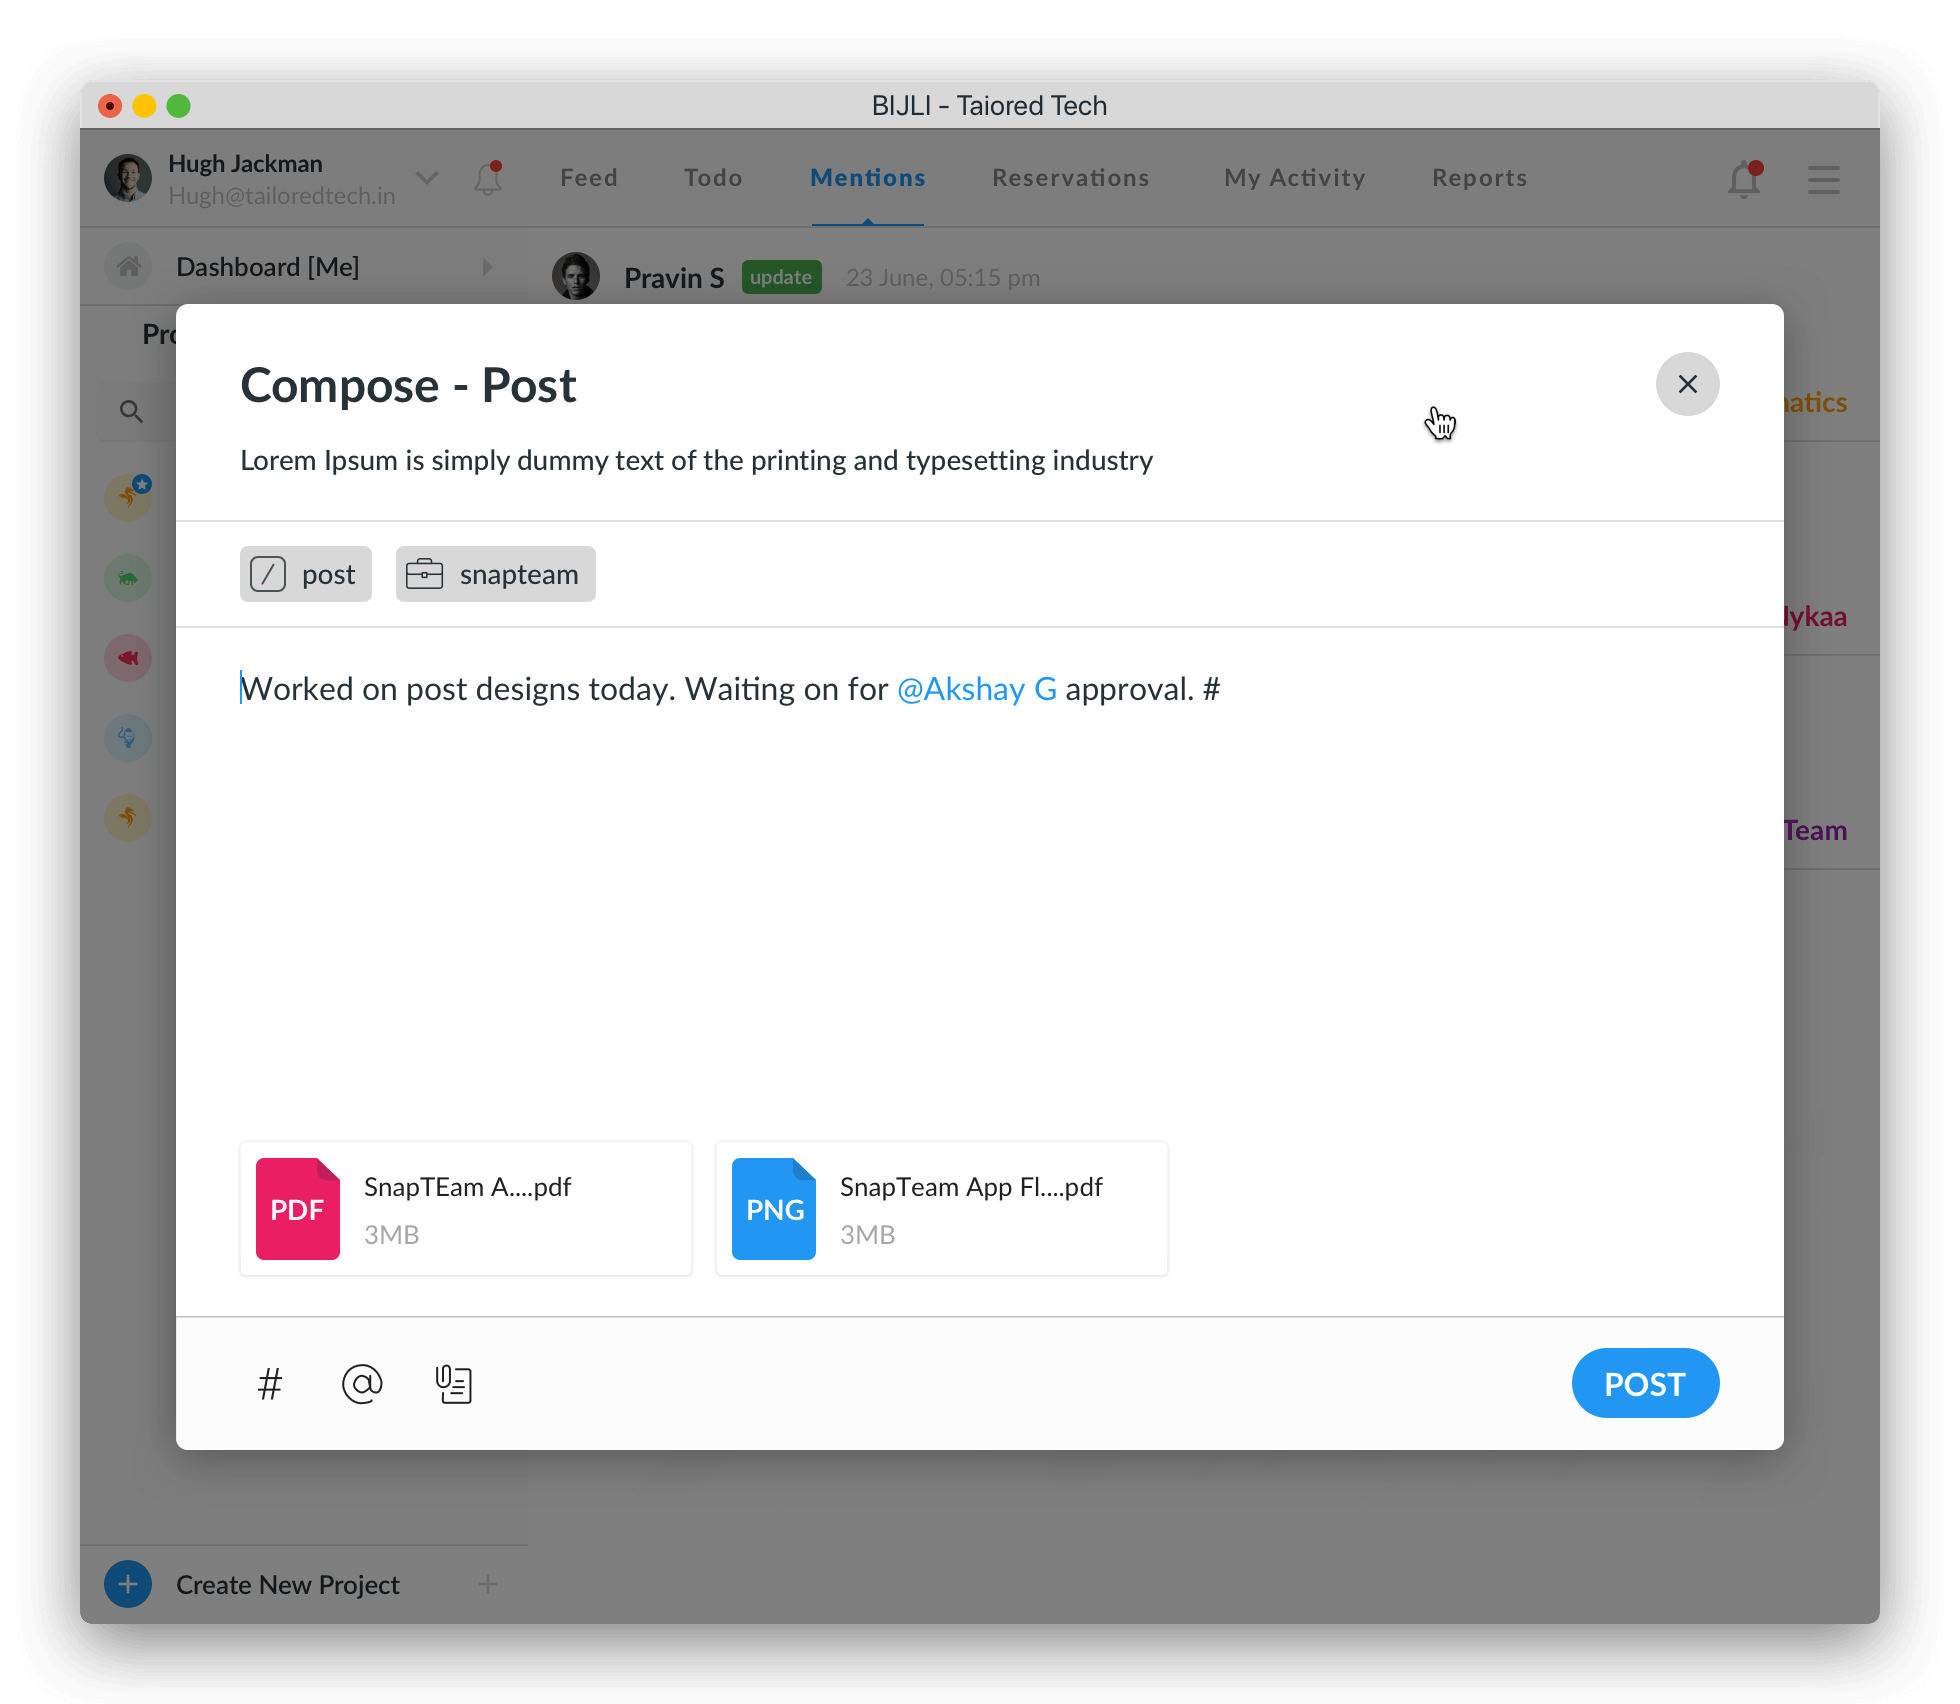 BIJLI - Taiored Tech
Hugh Jackman
Hugh@tailoredtech.in
Feed Todo Mentions Reservations My Activity Reports
Dashboard [Me]
Pravin S update 23 June, 05:15 pm
Compose - Post
Lorem Ipsum is simply dummy text of the printing and typesetting industry
/ post snapteam
Worked on post designs today. Waiting on for @Akshay G approval. #
Team
PDF SnapTEam A....pdf
3MB
PNG SnapTeam App Fl....pdf
3MB
# @
POST
Create New Project